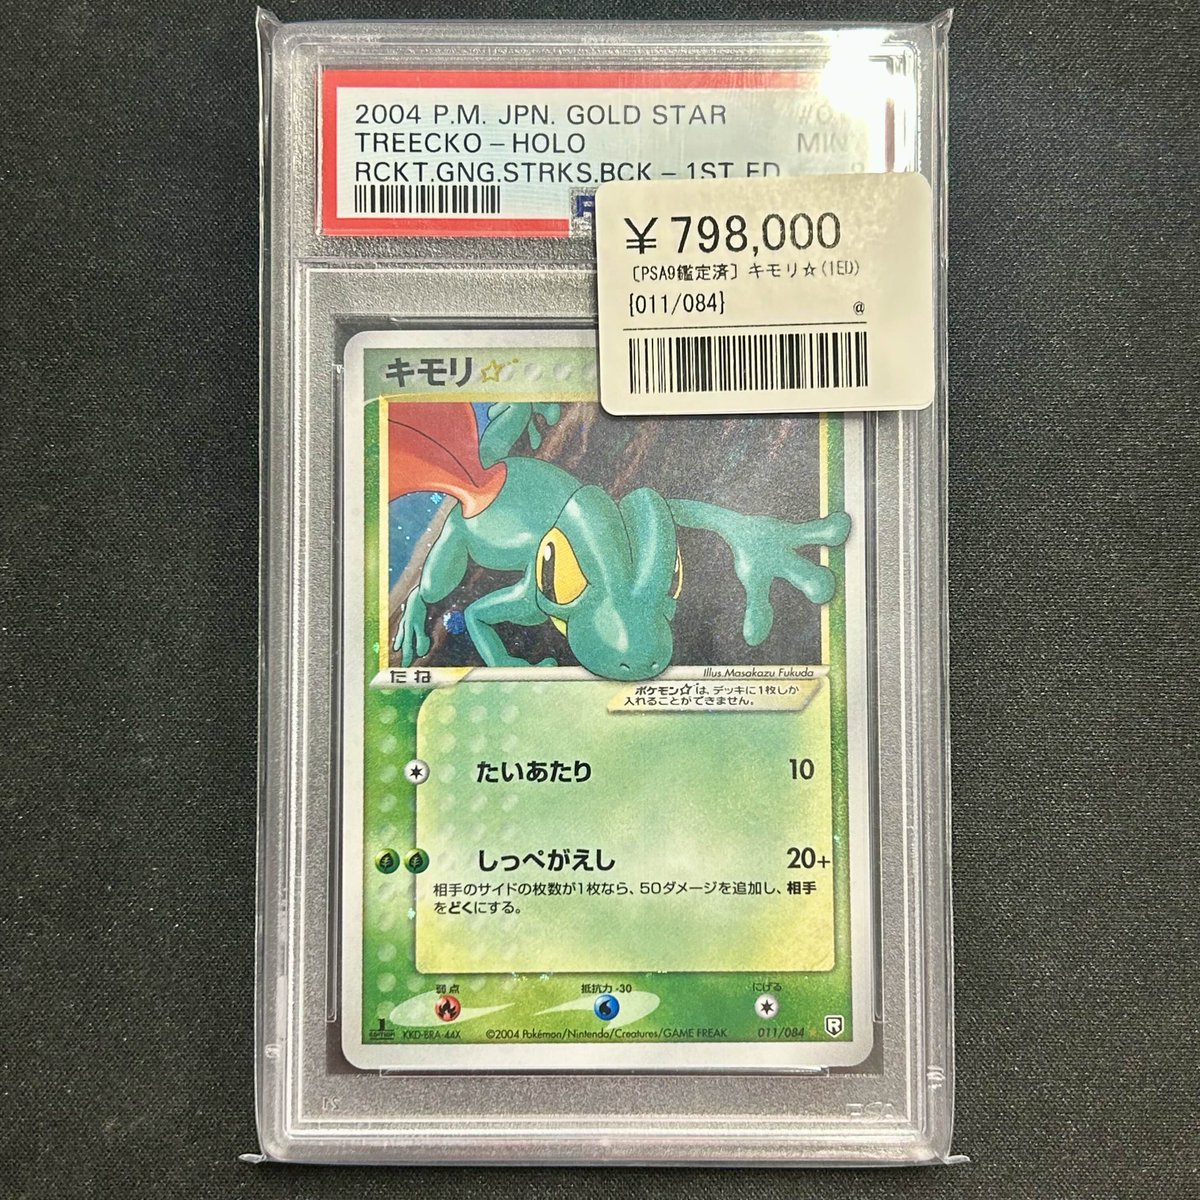 2004 P.M. JPN. GOLD STAR
TREECKO – HOLO
MINT
RCKT.GNG.STRKS.BCK – 1ST ED
¥798,000
〔PSA9鑑定済〕キモリ☆(1ED)
{011/084}
@
キモリ☆
たね
Illus.Masakazu Fukuda
ポケモン☆は、デッキに1枚しか
入れることができません。
たいあたり 10
しっぺがえし 20+
相手のサイドの枚数が1枚なら、50ダメージを追加し、相手
をどくにする。
弱点 抵抗力 -30 にげる
1 EDITION KKD-BRA-44X ©2004 Pokémon/Nintendo/Creatures/GAME FREAK 011/084 R
PSA